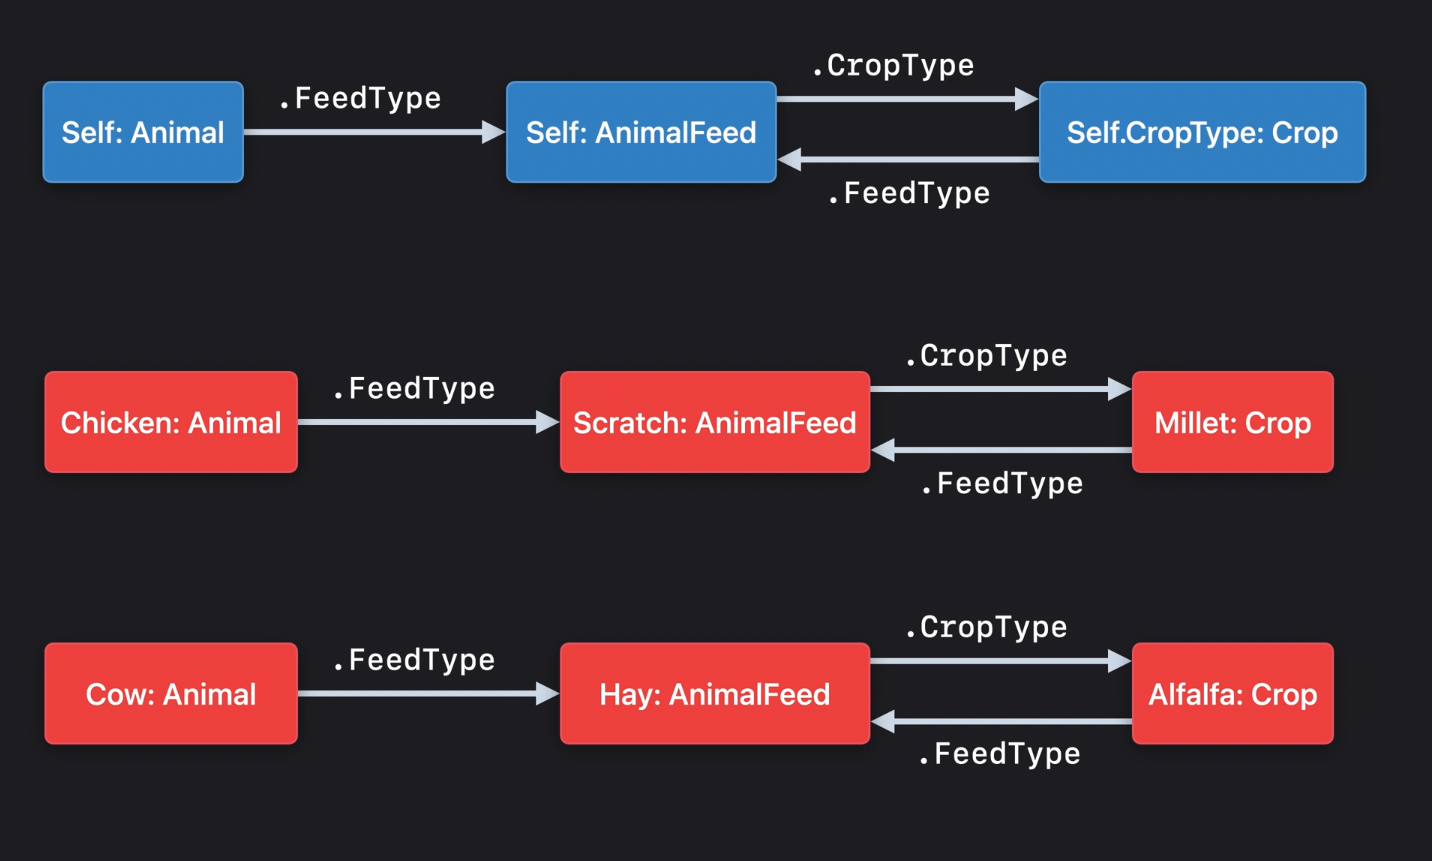 .CropType
.FeedType
Self: Animal
Self: AnimalFeed
Self.CropType: Crop
.FeedType
.CropType
.FeedType
Chicken: Animal
Scratch: AnimalFeed
Millet: Crop
.FeedType
.CropType
.FeedType
Cow: Animal
Hay: AnimalFeed
Alfalfa: Crop
.FeedType